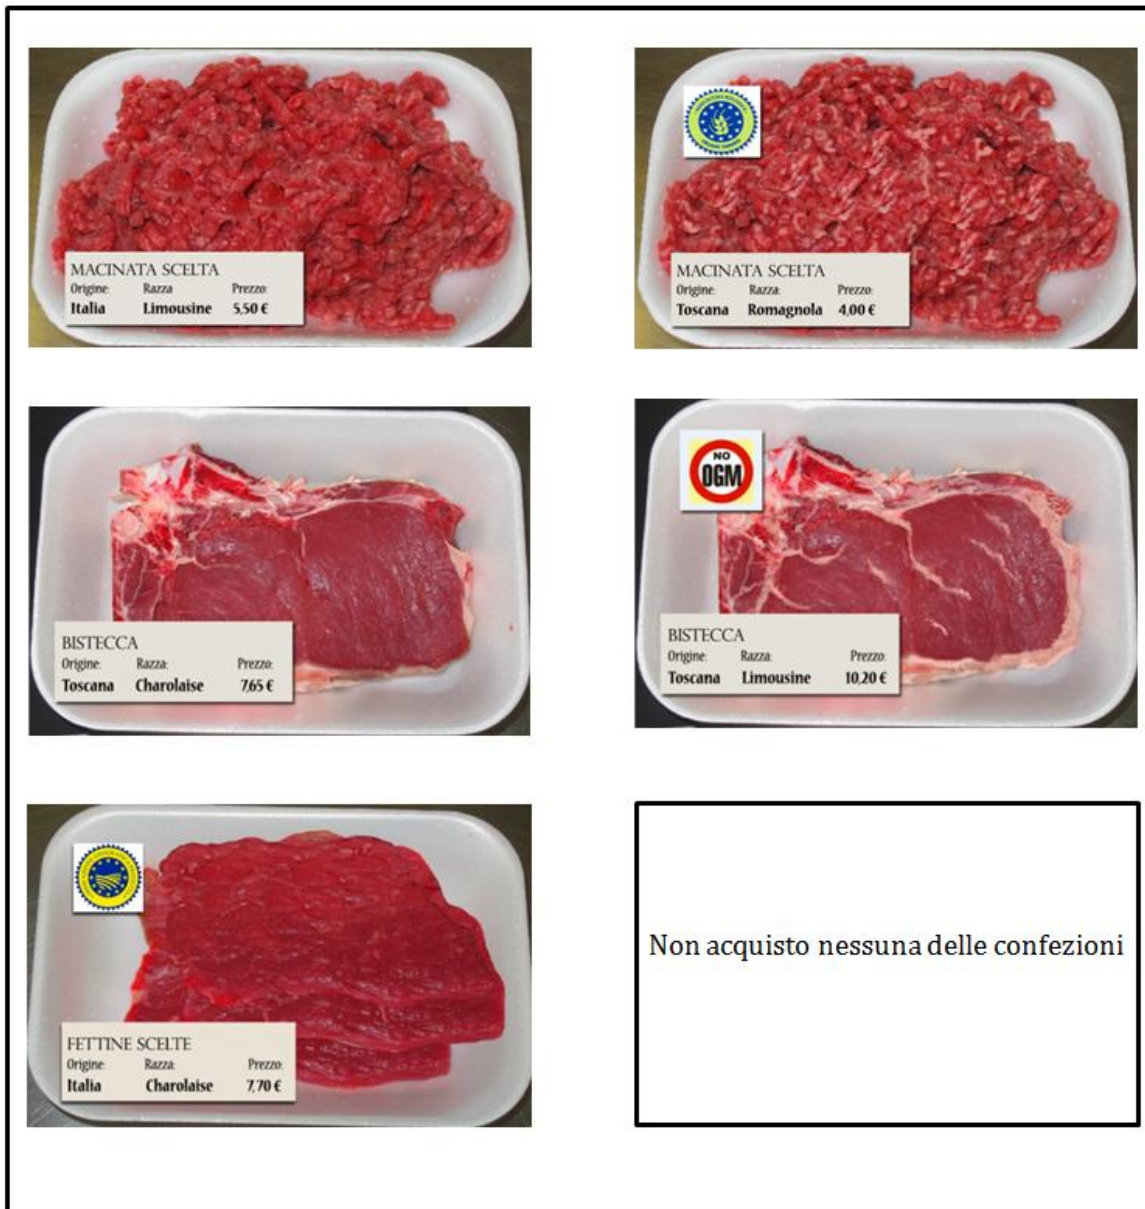 MACINATA SCELTA
Origine: Razza Prezzo:
Italia Limousine 5,50 €
MACINATA SCELTA
Origine: Razza: Prezzo:
Toscana Romagnola 4,00 €
BISTECCA
Origine: Razza: Prezzo:
Toscana Charolaise 7,65 €
NO
OGM
BISTECCA
Origine: Razza: Prezzo:
Toscana Limousine 10,20 €
FETTINE SCELTE
Origine: Razza: Prezzo:
Italia Charolaise 7,70 €
Non acquisto nessuna delle confezioni